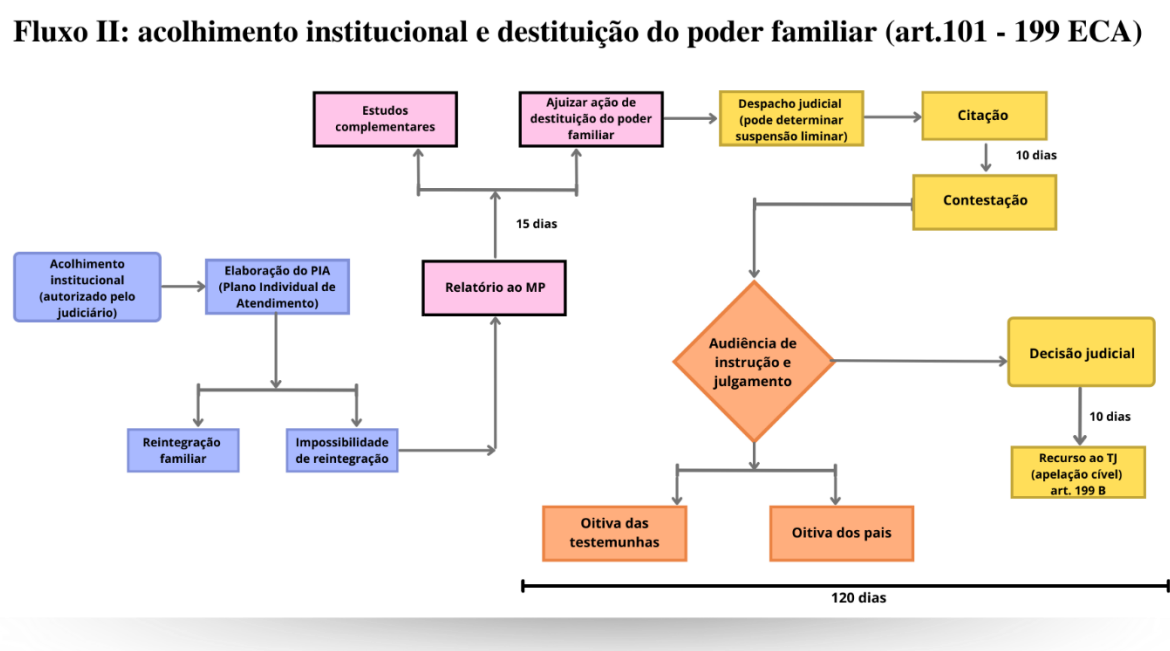 Fluxo II: acolhimento institucional e destituição do poder familiar (art.101 - 199 ECA)
Estudos
complementares
Ajuizar ação de
destituição do poder
familiar
Despacho judicial
(pode determinar
suspensão liminar)
Citação
10 dias
Contestação
15 dias
Acolhimento
institucional
(autorizado pelo
judiciário)
Elaboração do PIA
(Plano Individual de
Atendimento)
Relatório ao MP
Reintegração
familiar
Impossibilidade
de reintegração
Audiência de
instrução e
julgamento
Decisão judicial
10 dias
Recurso ao TJ
(apelação cível)
art. 199 B
Oitiva das
testemunhas
Oitiva dos pais
120 dias